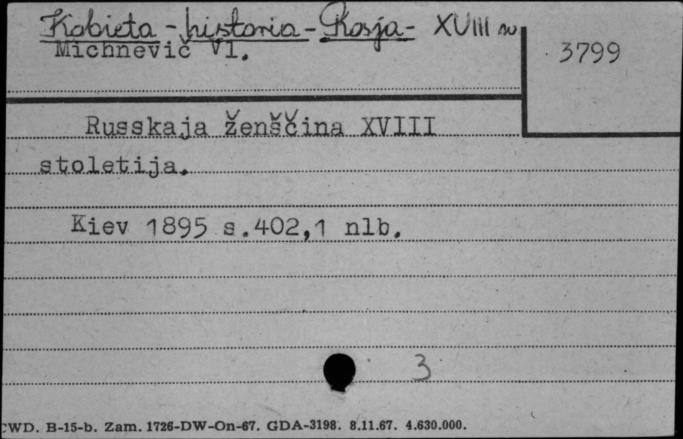 Kobieta - historia - Rosja - XVIII w
Michnevič Vl.
3799
Russkaja ženščina XVIII
stoletija.
Kiev 1895 s.402,1 nlb.
3
CWD. B-15-b. Zam. 1726-DW-On-67. GDA-3198. 8.11.67. 4.630.000.